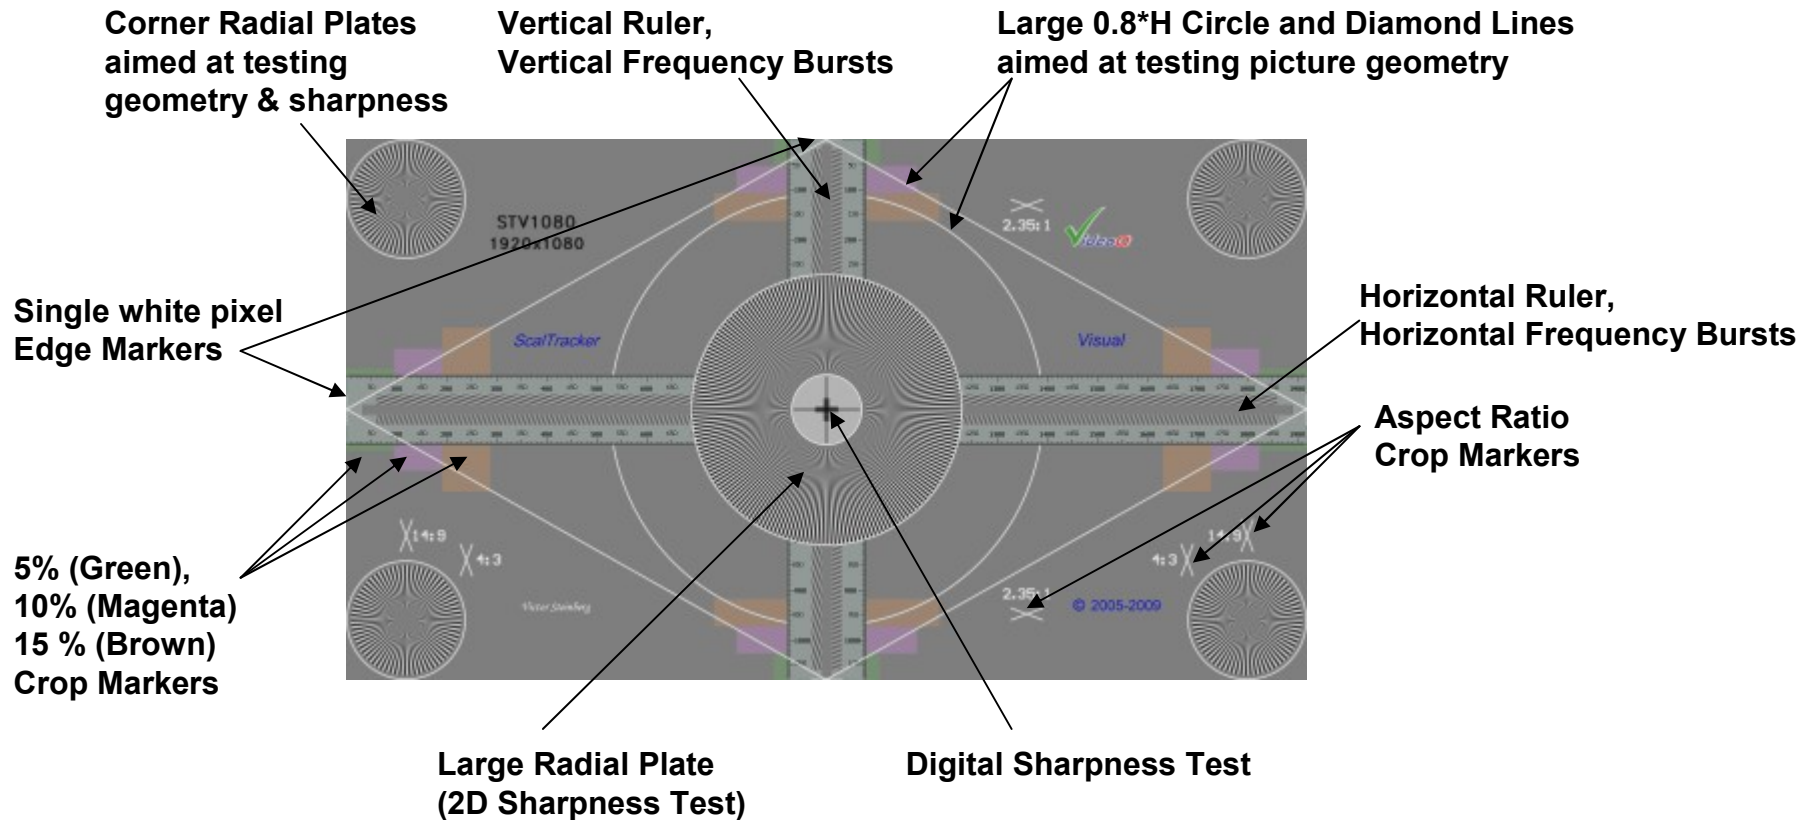 Corner Radial Plates
aimed at testing
geometry & sharpness
Vertical Ruler,
Vertical Frequency Bursts
Large 0.8*H Circle and Diamond Lines
aimed at testing picture geometry
STV1080
1920x1080
2.35:1
VideoQ
Single white pixel
Edge Markers
ScalTracker
Visual
Horizontal Ruler,
Horizontal Frequency Bursts
Aspect Ratio
Crop Markers
14:9
4:3
14:9
4:3
5% (Green),
10% (Magenta)
15 % (Brown)
Crop Markers
Victor Steinberg
2.35:1
© 2005-2009
Large Radial Plate
(2D Sharpness Test)
Digital Sharpness Test